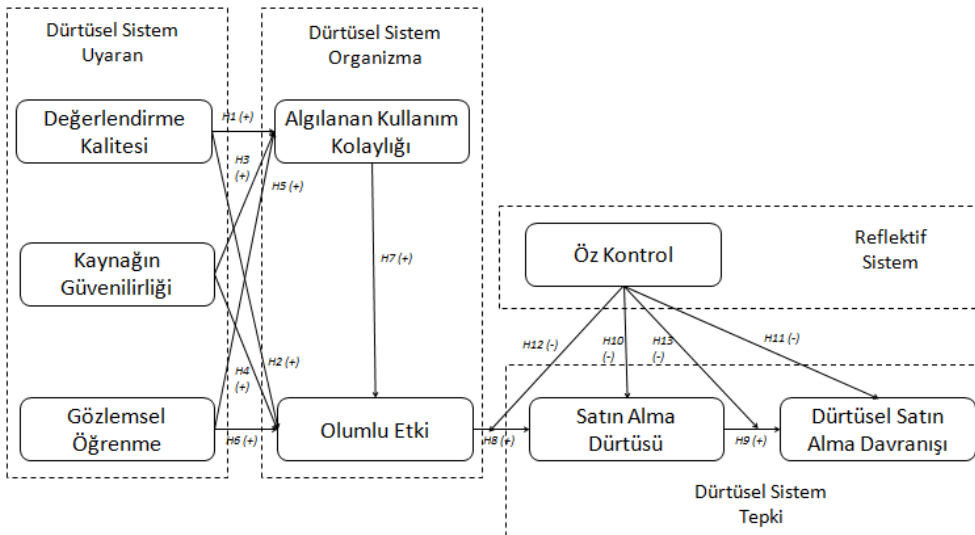 Dürtüsel Sistem
Uyaran
Değerlendirme
Kalitesi
Kaynağın
Güvenilirliği
Gözlemsel
Öğrenme
H1 (+)
H3
(+)
H5 (+)
H2 (+)
H4
(+)
H6 (+)
Dürtüsel Sistem
Organizma
Algılanan Kullanım
Kolaylığı
H7 (+)
Olumlu Etki
Öz Kontrol
Reflektif
Sistem
H12 (-)
H10
(-)
H13
(-)
H11 (-)
H8 (+)
Satın Alma
Dürtüsü
H9 (+)
Dürtüsel Satın
Alma Davranışı
Dürtüsel Sistem
Tepki